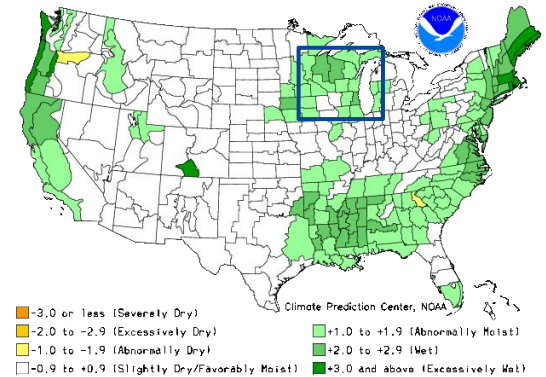 NOAA
Climate Prediction Center, NOAA
-3.0 or less (Severely Dry)
-2.0 to -2.9 (Excessively Dry)
-1.0 to -1.9 (Abnormally Dry)
-0.9 to +0.9 (Slightly Dry/Favorably Moist)
+1.0 to +1.9 (Abnormally Moist)
+2.0 to +2.9 (Wet)
+3.0 and above (Excessively Wet)